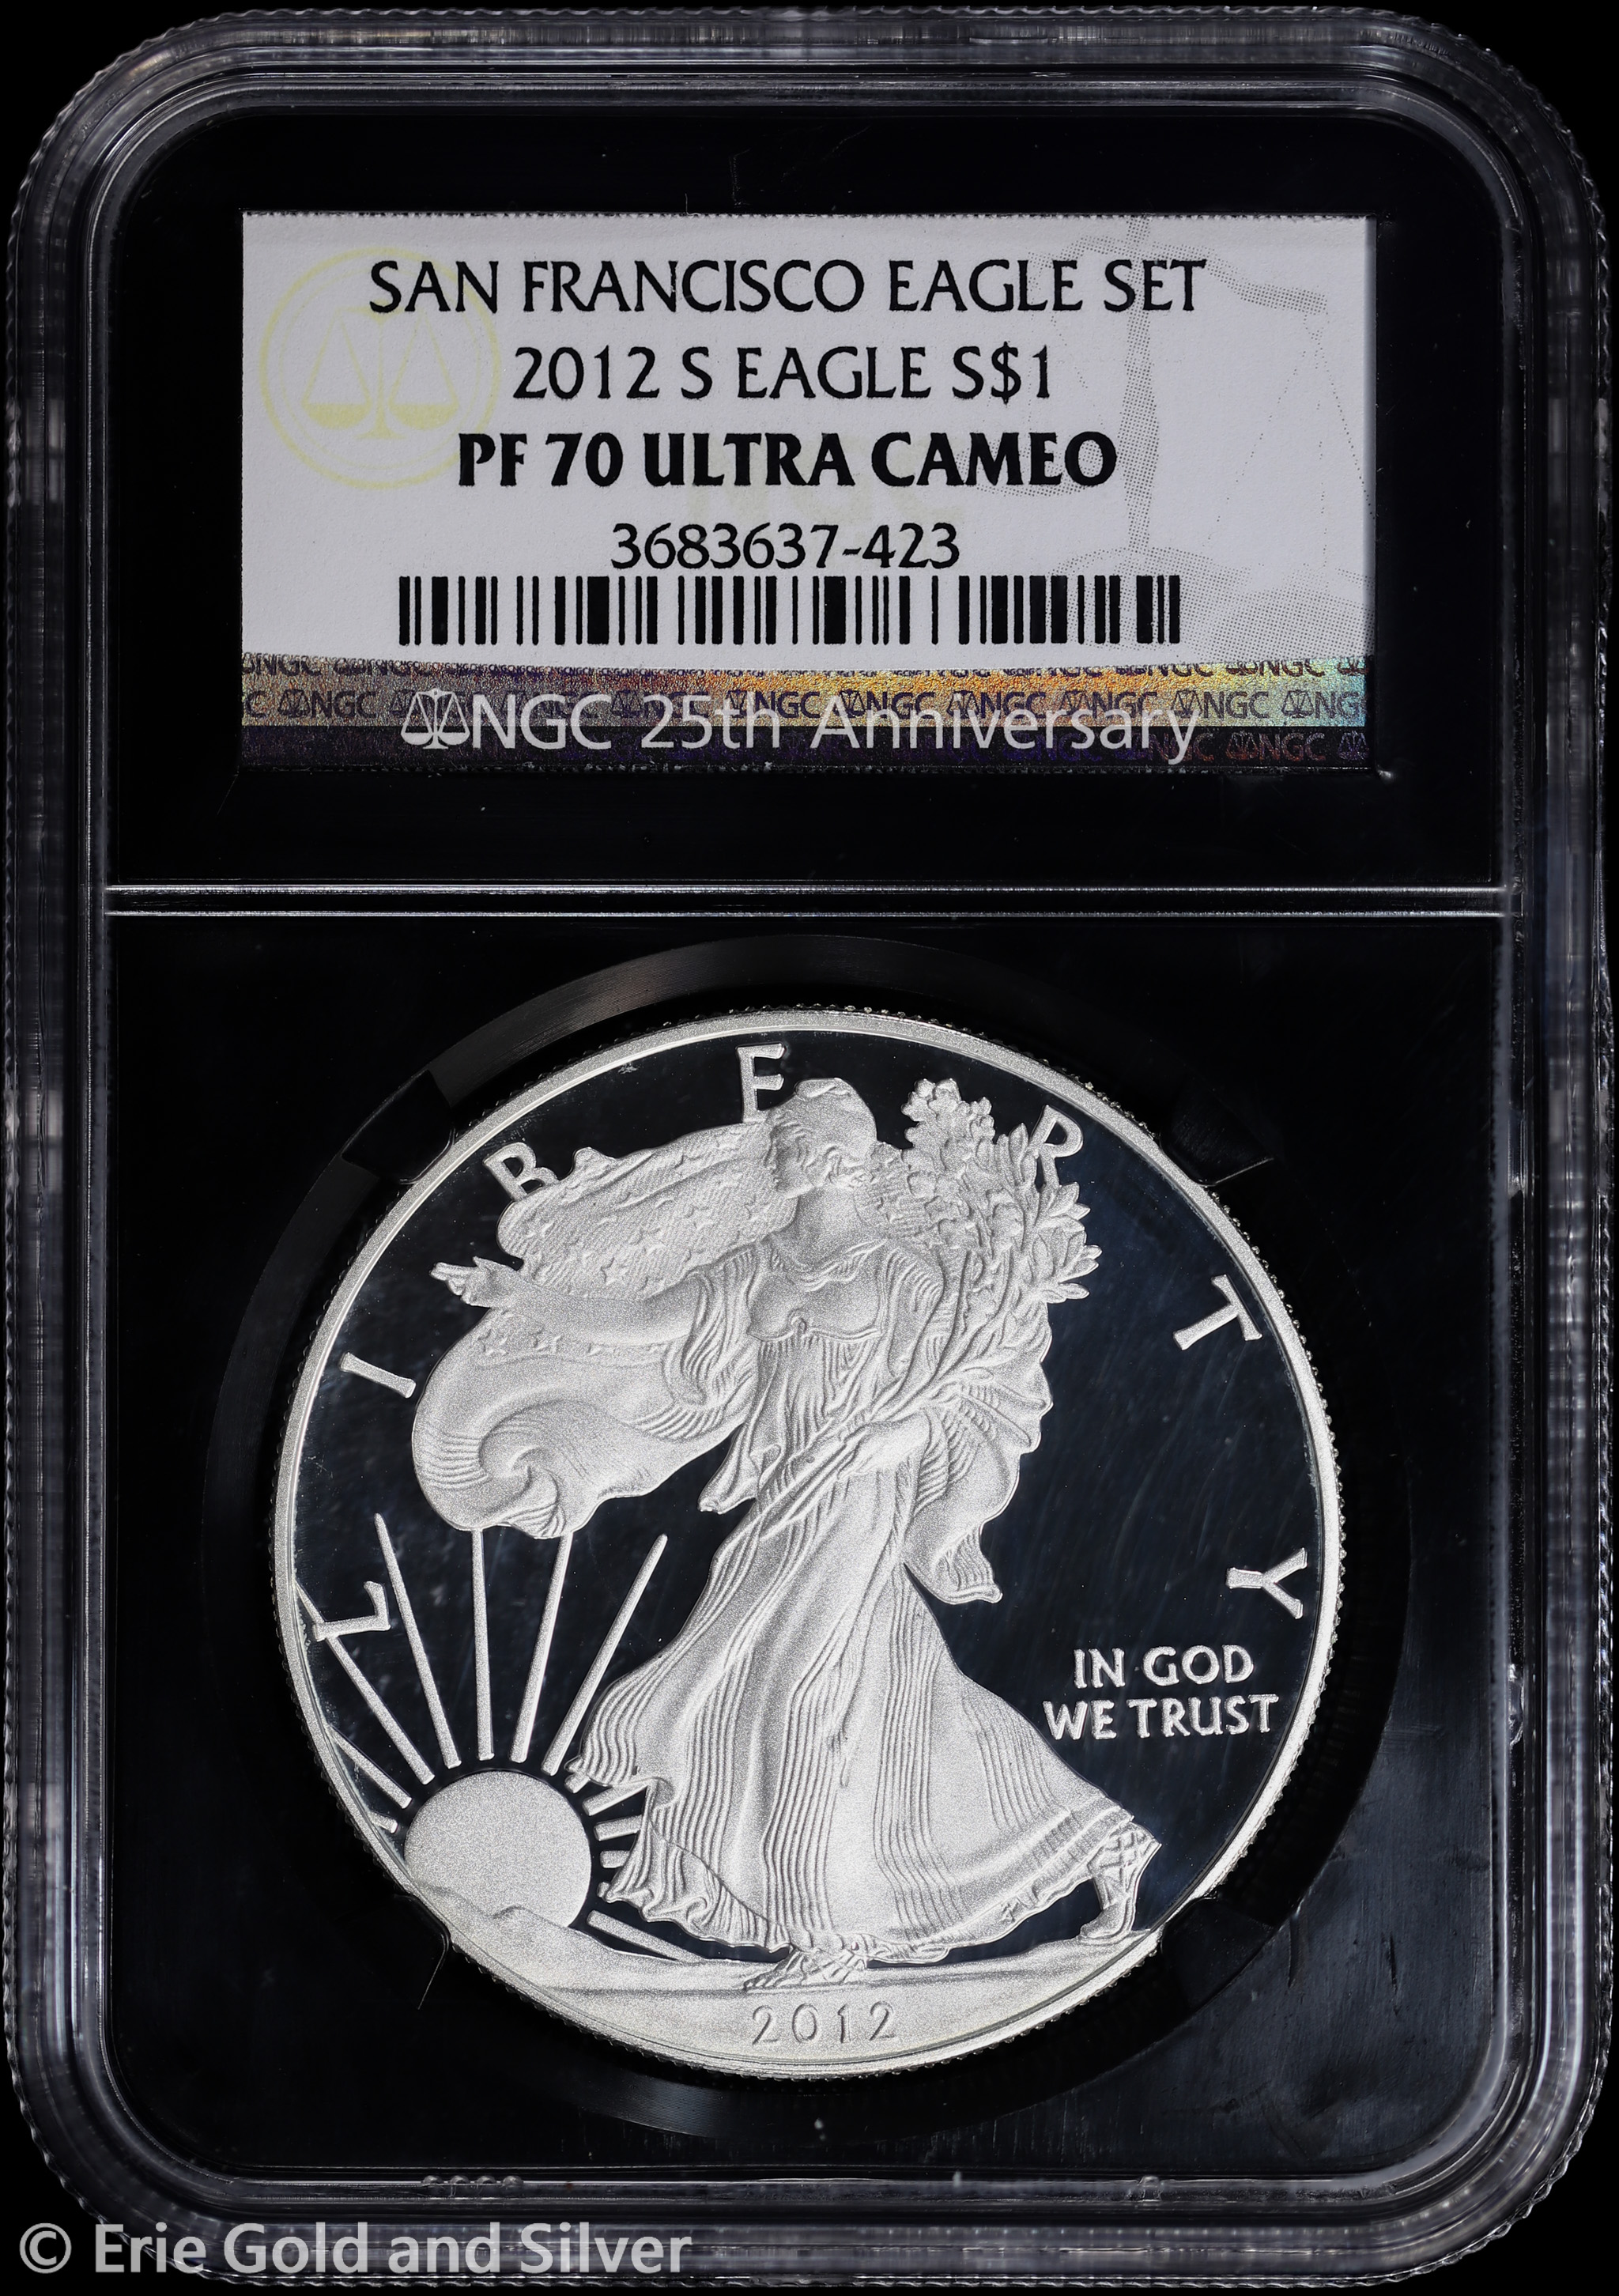 SAN FRANCISCO EAGLE SET
2012 S EAGLE S$1
PF 70 ULTRA CAMEO
3683637-423
NGC 25th Anniversary
LIBERTY
IN GOD
WE TRUST
2012
© Erie Gold and Silver